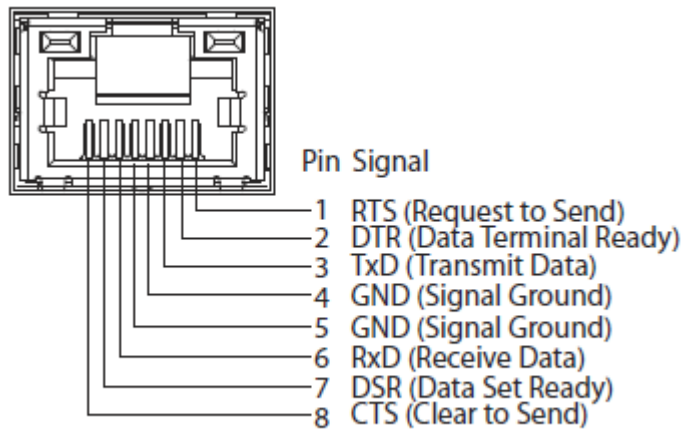 Pin Signal
1 RTS (Request to Send)
2 DTR (Data Terminal Ready)
3 TxD (Transmit Data)
4 GND (Signal Ground)
5 GND (Signal Ground)
6 RxD (Receive Data)
7 DSR (Data Set Ready)
8 CTS (Clear to Send)